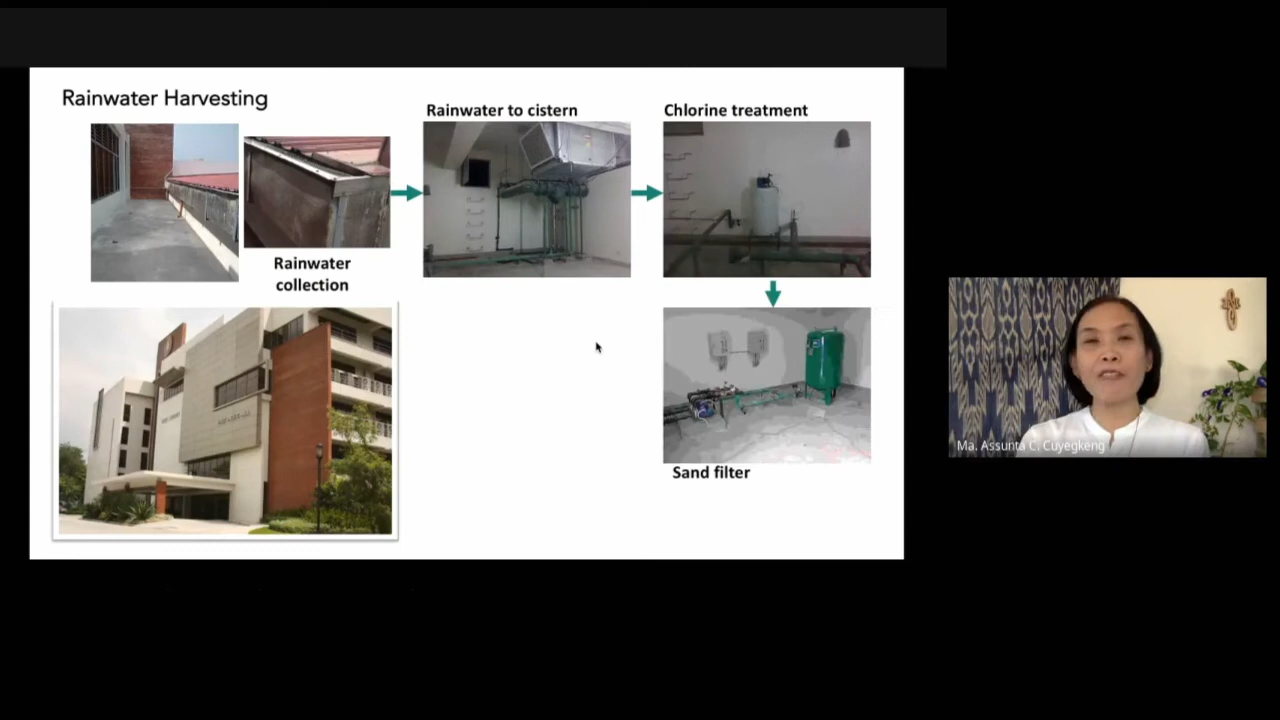 Rainwater Harvesting
Rainwater to cistern
Chlorine treatment
Rainwater
collection
Sand filter
Ma. Assunta C. Cuyegkeng